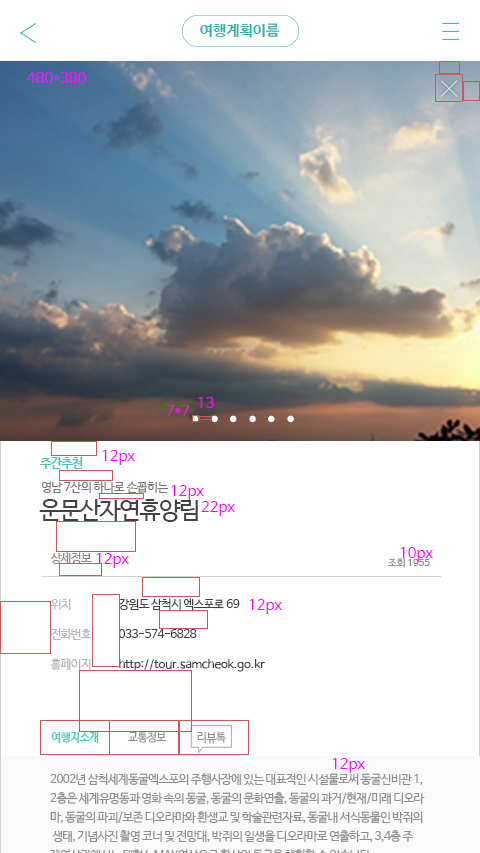 여행계획이름
480*380
7*7
13
주간추천
12px
영남 7산의 하나로 손꼽히는
12px
운문산자연휴양림
22px
상세정보
12px
10px
조회 1955
위치
강원도 삼척시 엑스포로 69
12px
전화번호
033-574-6828
홈페이지
http://tour.samcheok.go.kr
여행지소개
교통정보
리뷰톡
12px
2002년 삼척세계동굴엑스포의 주행사장에 있는 대표적인 시설물로써 동굴신비관 1,
2층은 세계유명동과 영화 속의 동굴, 동굴의 문화연출, 동굴의 과거/현재/미래 디오라
마, 동굴의 파괴/보존 디오라마와 환생교 및 학술관련자료, 동굴내 서식동물인 박쥐의
생태, 기념사진 촬영 코너 및 전망대, 박쥐의 일생을 디오라마로 연출하고, 3,4층 주